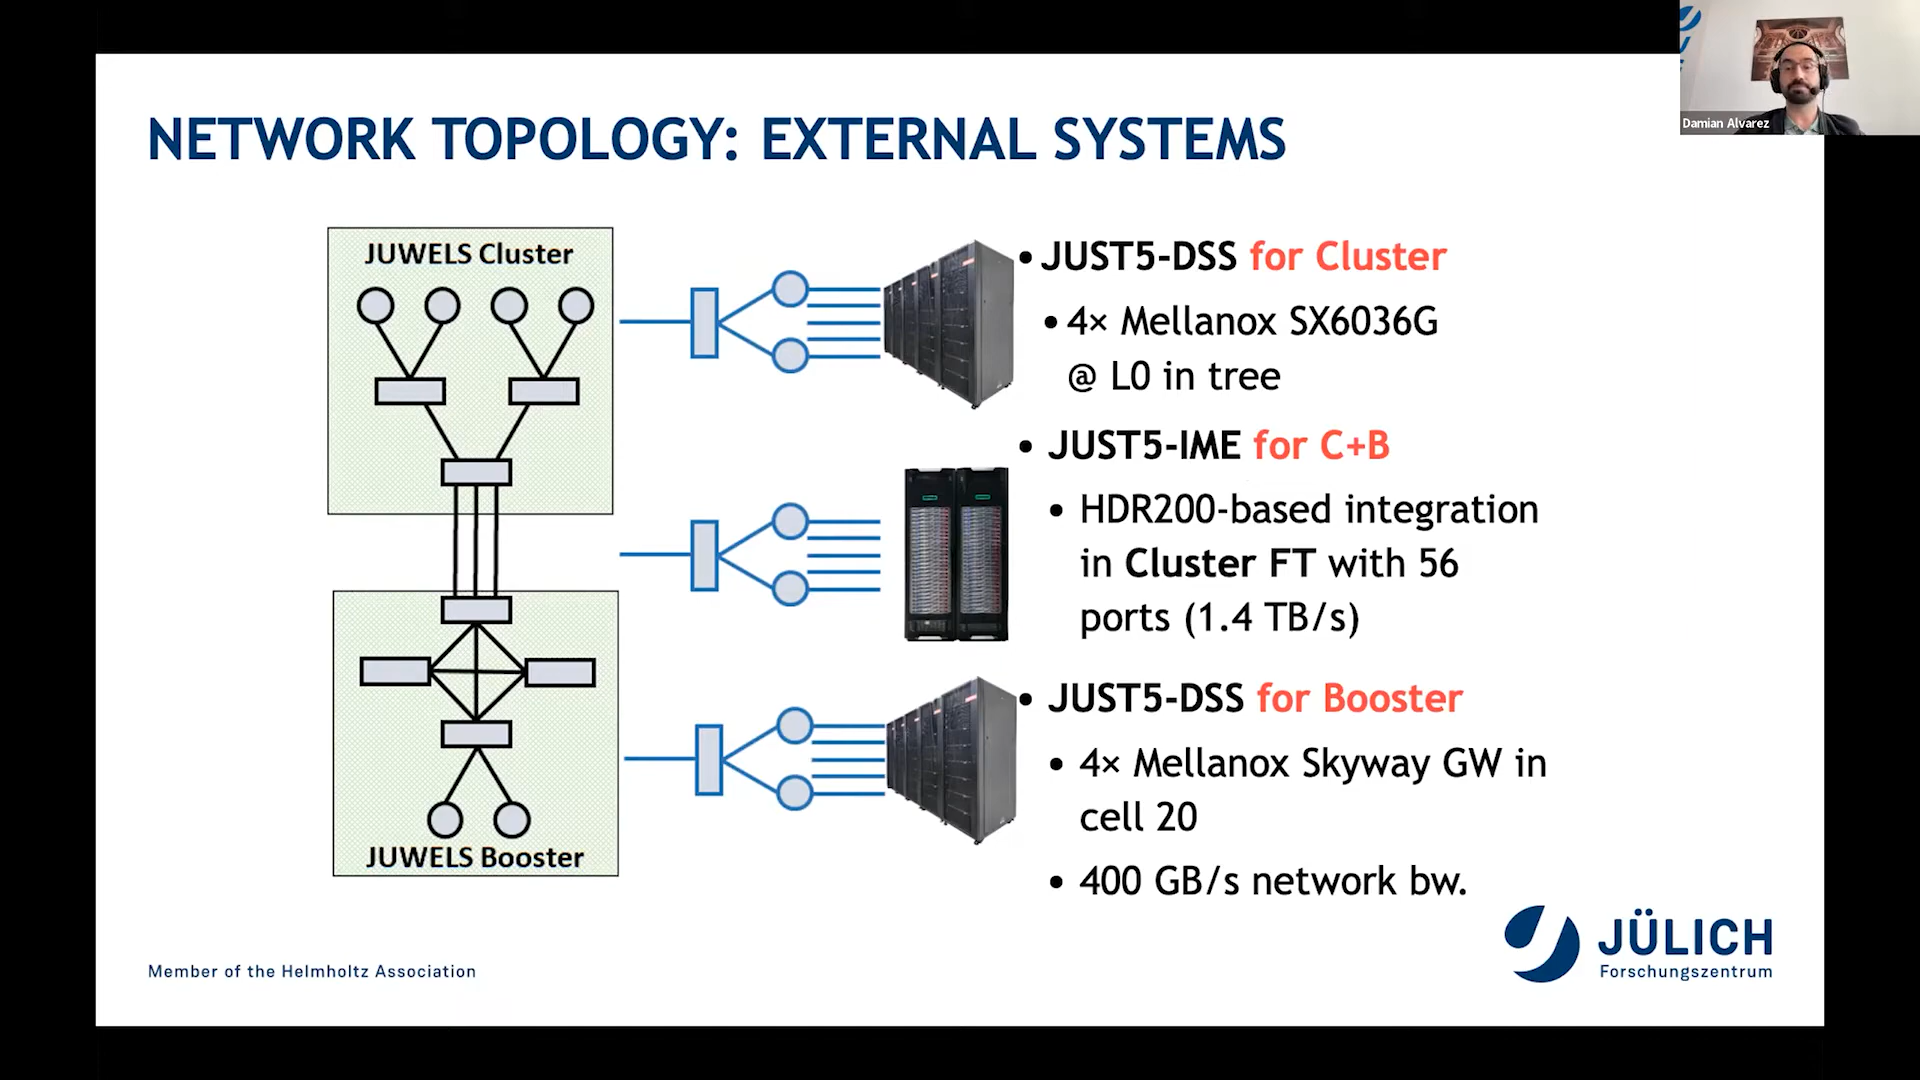 Damian Alvarez
NETWORK TOPOLOGY: EXTERNAL SYSTEMS
JUWELS Cluster
JUWELS Booster
• JUST5-DSS for Cluster
• 4× Mellanox SX6036G
@ L0 in tree
• JUST5-IME for C+B
• HDR200-based integration
in Cluster FT with 56
ports (1.4 TB/s)
• JUST5-DSS for Booster
• 4× Mellanox Skyway GW in
cell 20
• 400 GB/s network bw.
Member of the Helmholtz Association
JÜLICH
Forschungszentrum